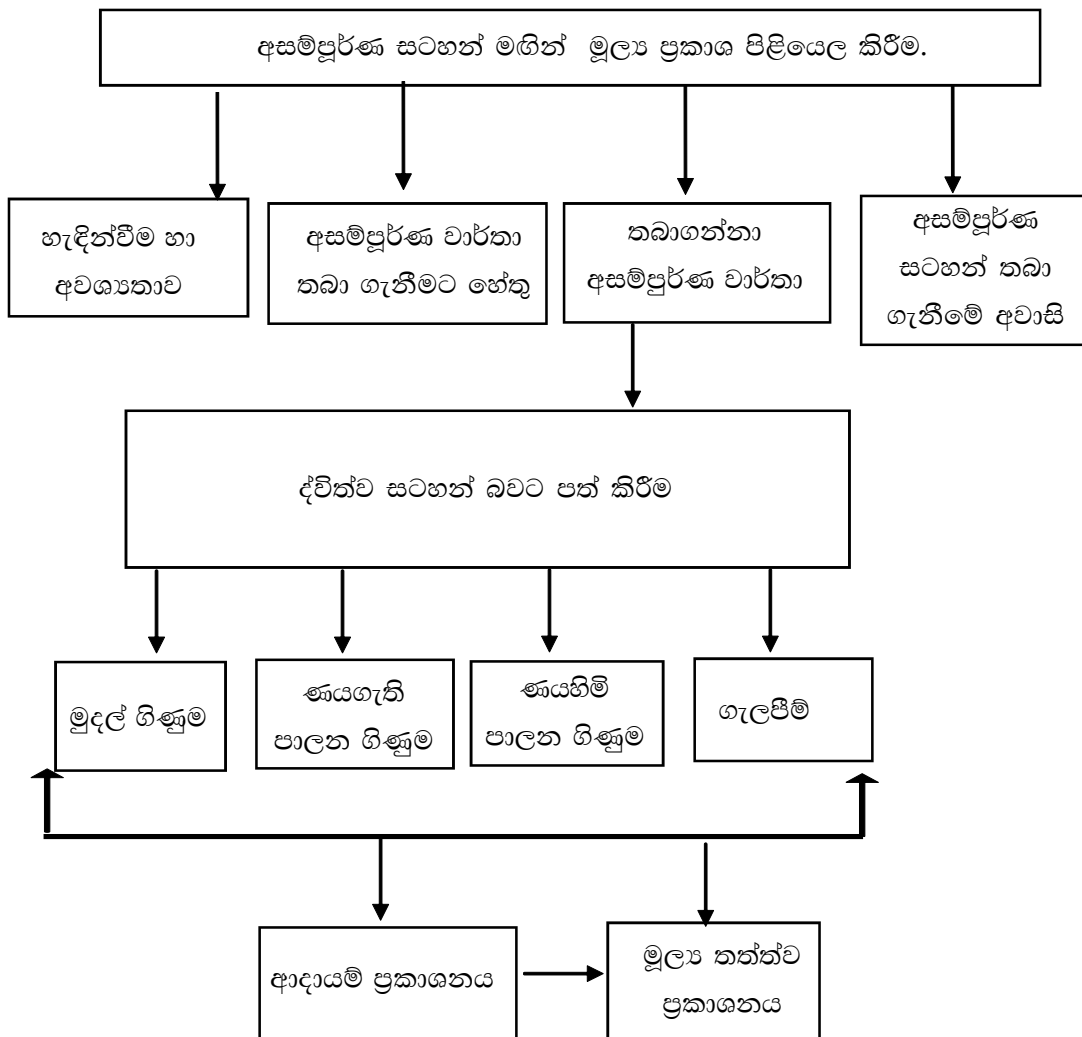 අසම්පූර්ණ සටහන් මඟින් මූල්‍ය ප්‍රකාශ පිළියෙල කිරීම.
හැඳින්වීම හා
අවශ්‍යතාව
අසම්පූර්ණ වාර්තා
තබා ගැනීමට හේතු
තබාගන්නා
අසම්පුර්ණ වාර්තා
අසම්පූර්ණ
සටහන් තබා
ගැනීමේ අවාසි
ද්විත්ව සටහන් බවට පත් කිරීම
මුදල් ගිණුම
ණයගැති
පාලන ගිණුම
ණයහිමි
පාලන ගිණුම
ගැලපීම්
ආදායම් ප්‍රකාශනය
මූල්‍ය තත්ත්ව
ප්‍රකාශනය